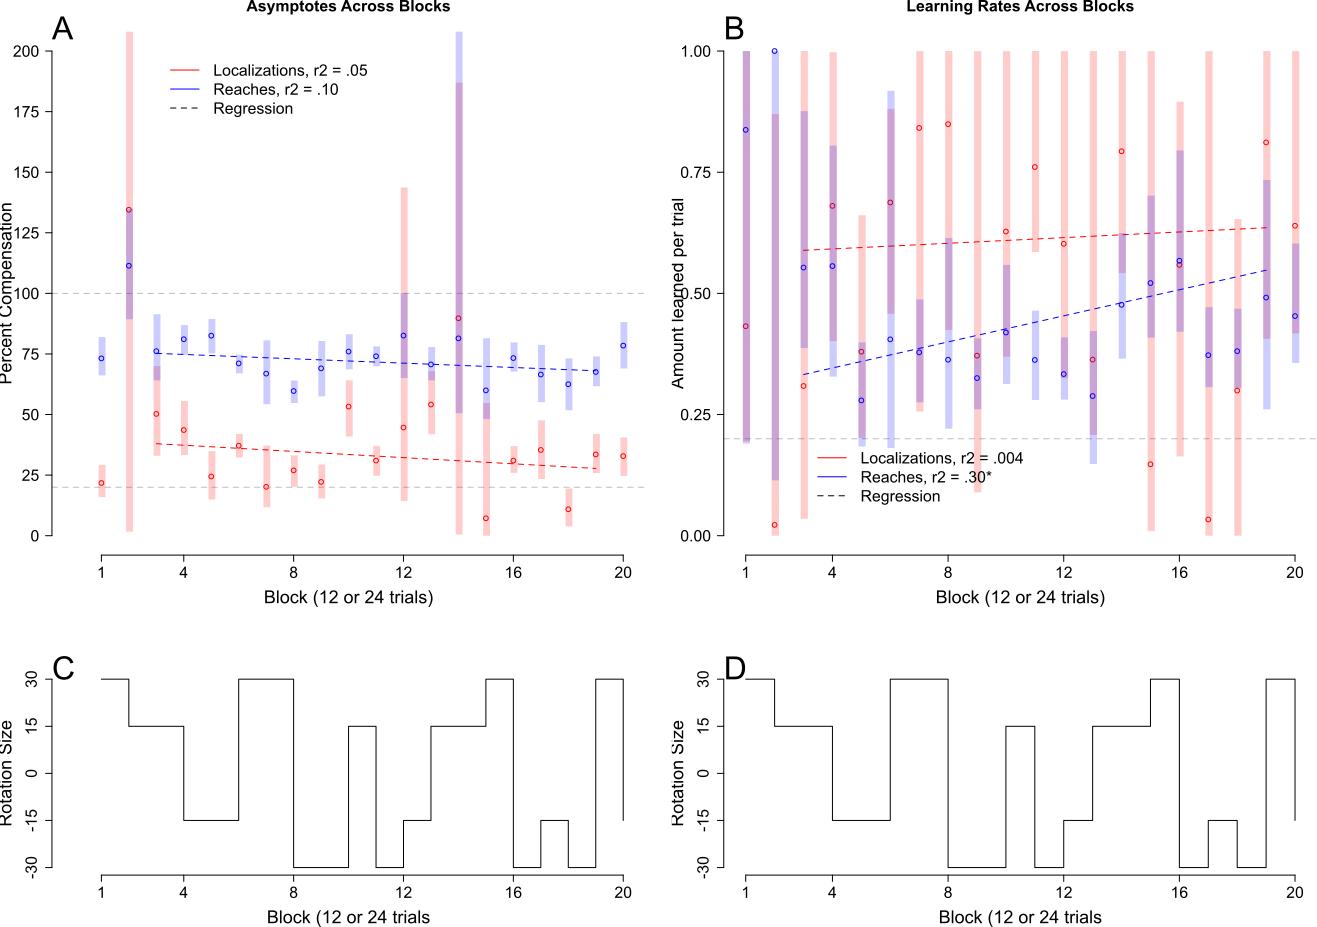 Asymptotes Across Blocks
A
Percent Compensation
200
175
150
125
100
75
50
25
0
Localizations, r2 = .05
Reaches, r2 = .10
Regression
1 4 8 12 16 20
Block (12 or 24 trials)
Learning Rates Across Blocks
B
Amount learned per trial
1.00
0.75
0.50
0.25
0.00
Localizations, r2 = .004
Reaches, r2 = .30*
Regression
1 4 8 12 16 20
Block (12 or 24 trials)
C
Rotation Size
30
15
0
-15
-30
1 4 8 12 16 20
Block (12 or 24 trials
D
Rotation Size
30
15
0
-15
-30
1 4 8 12 16 20
Block (12 or 24 trials